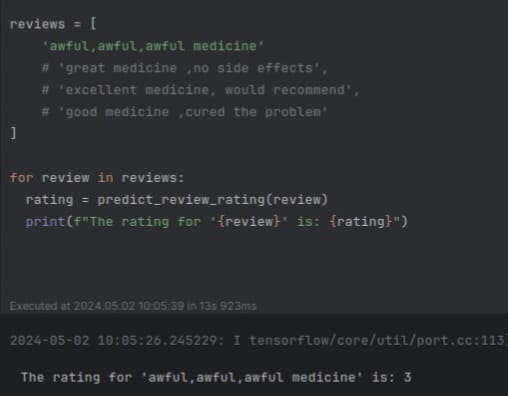 reviews = [
    'awful,awful,awful medicine'
    # 'great medicine ,no side effects',
    # 'excellent medicine, would recommend',
    # 'good medicine ,cured the problem'
]
for review in reviews:
  rating = predict_review_rating(review)
  print(f"The rating for '{review}' is: {rating}")
Executed at 2024.05.02 10:05:39 in 13s 923ms
2024-05-02 10:05:26.245229: I tensorflow/core/util/port.cc:113]
The rating for 'awful,awful,awful medicine' is: 3